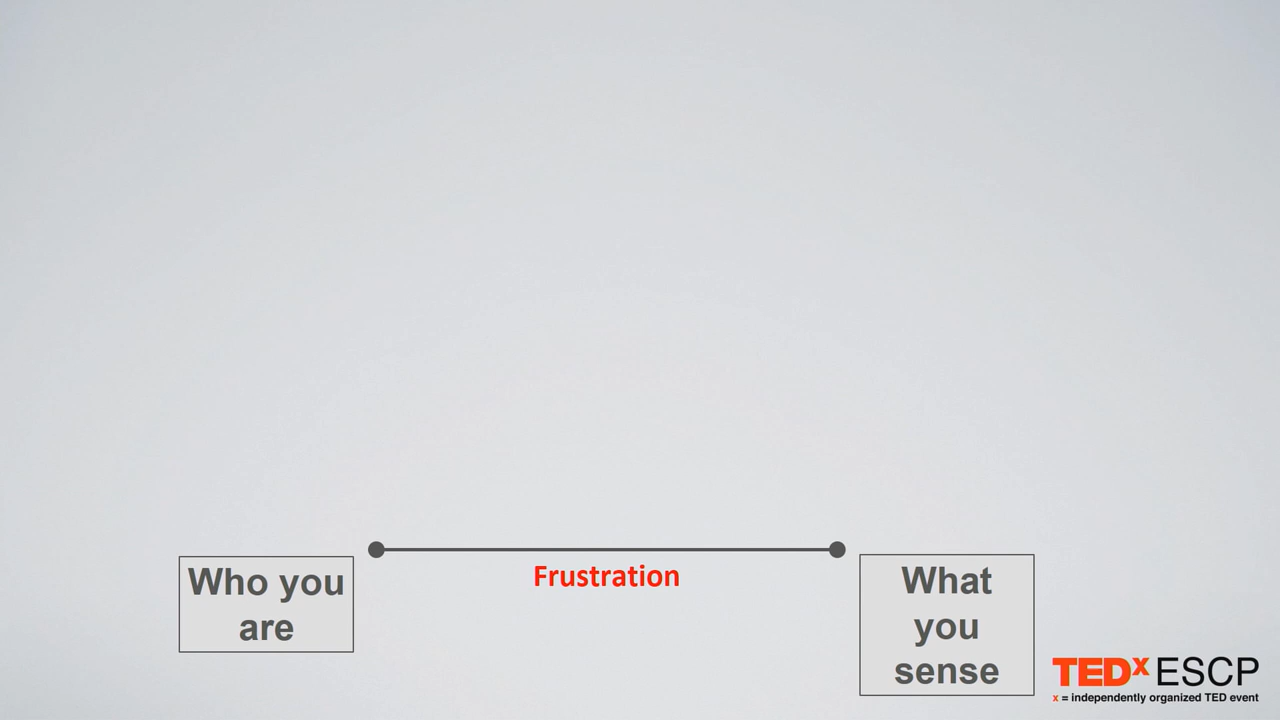 Who you
are
Frustration
What
you
sense
TEDx ESCP
x = independently organized TED event